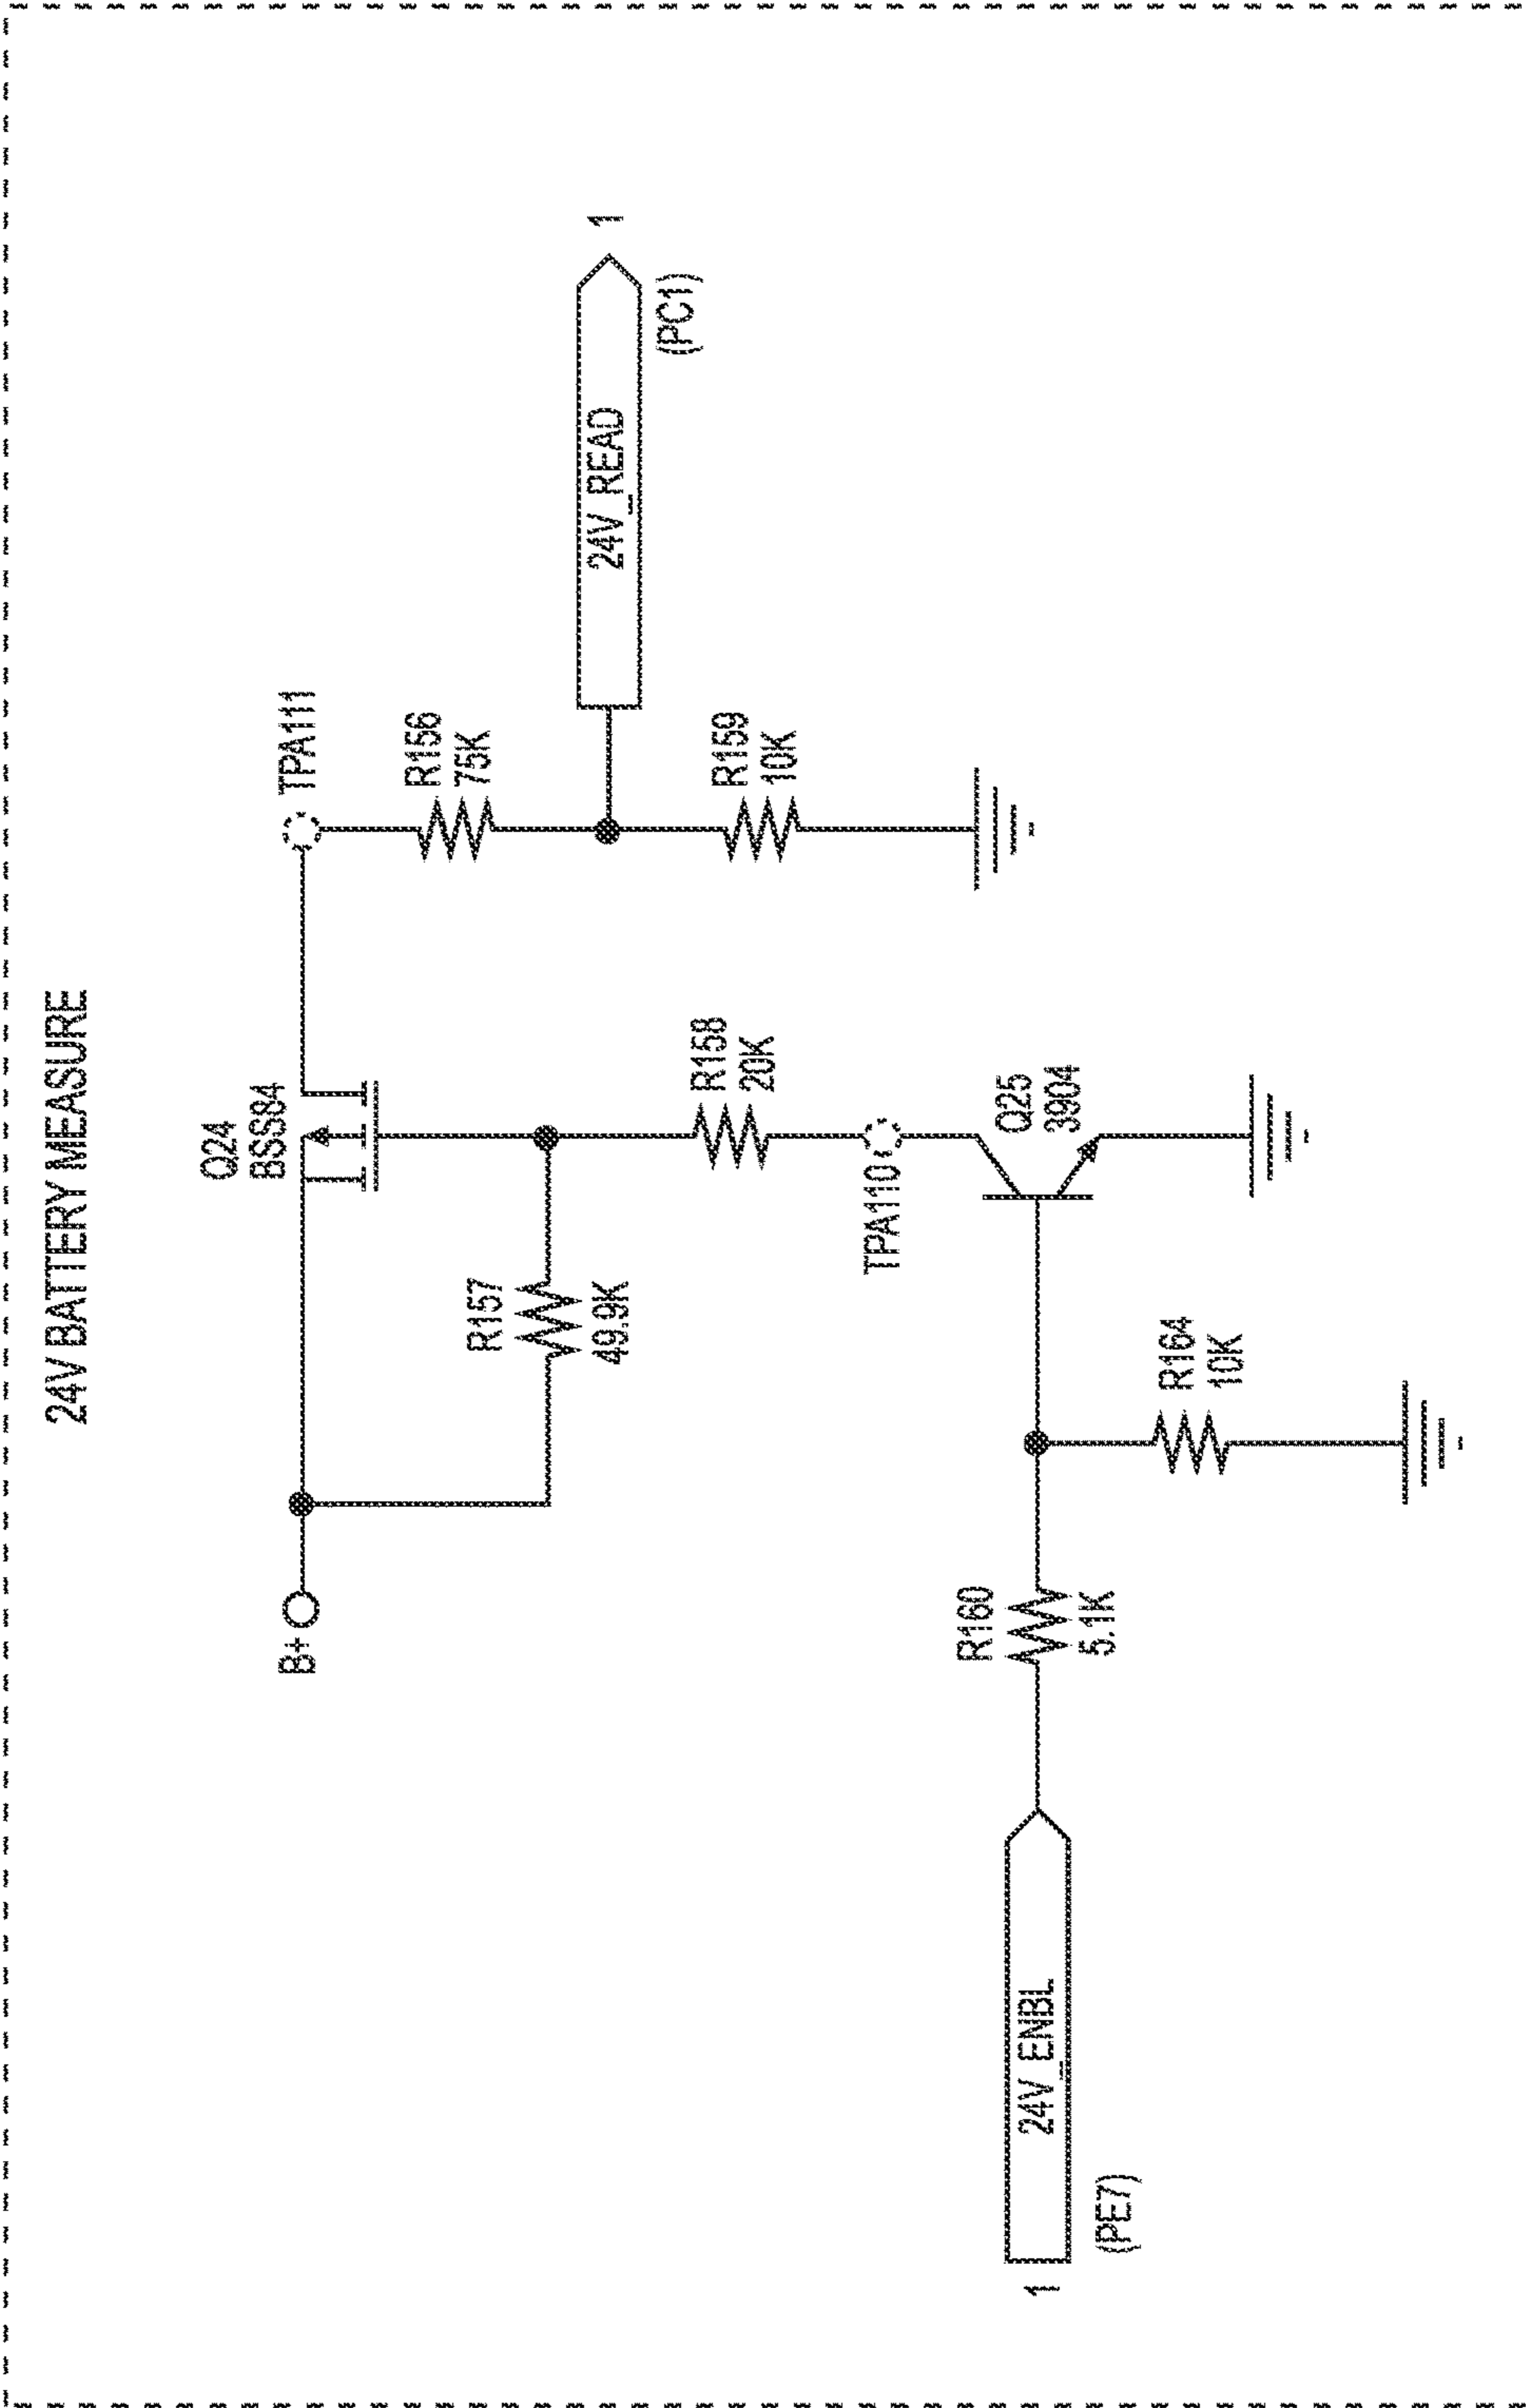 24V BATTERY MEASURE
Q24
BSS84
TPA111
B+
R157
49.9K
R156
75K
24V_READ
1
(PC1)
R158
20K
R159
10K
TPA110
Q25
3904
R160
5.1K
R164
10K
1
24V_ENBL
(PE7)